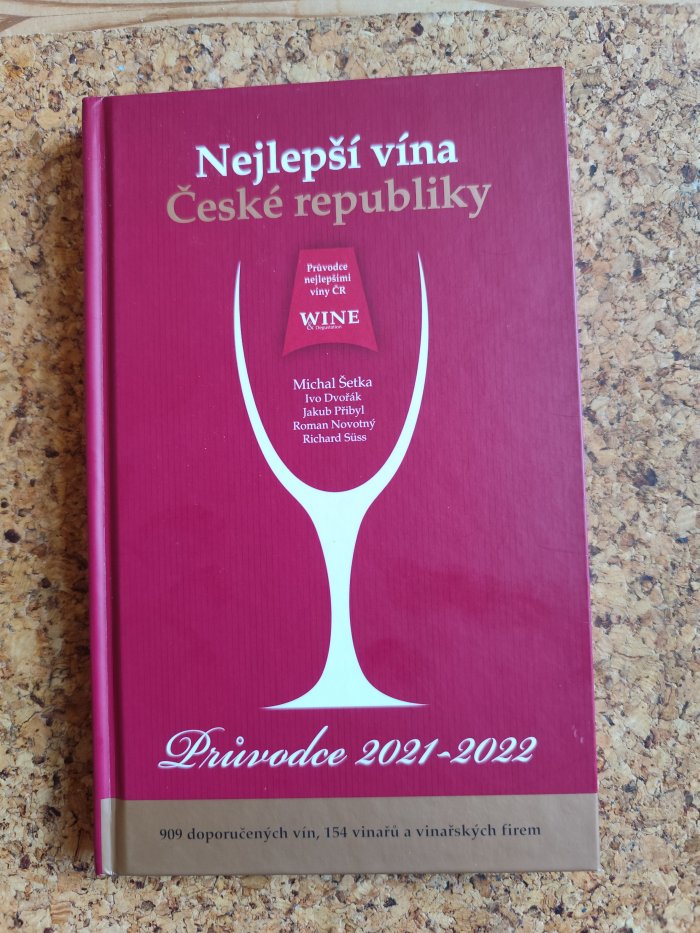 Nejlepší vína
České republiky
Průvodce
nejlepšími
víny ČR
WINE
& Degustation
Michal Šetka
Ivo Dvořák
Jakub Přibyl
Roman Novotný
Richard Süss
Průvodce 2021-2022
909 doporučených vín, 154 vinařů a vinařských firem